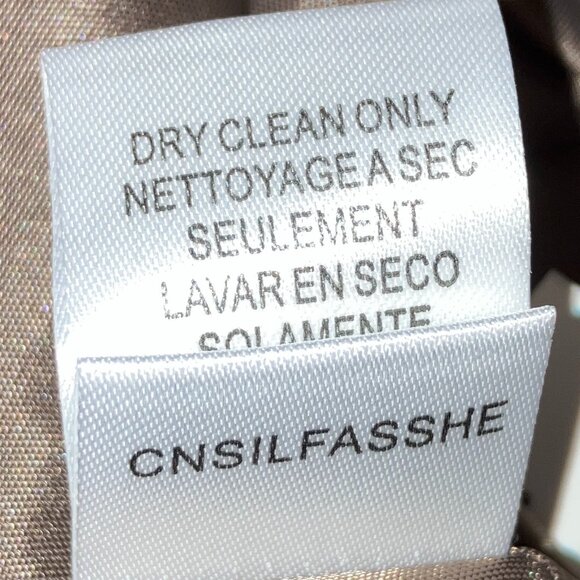 DRY CLEAN ONLY
NETTOYAGE A SEC
SEULEMENT
LAVAR EN SECO
SOLAMENTE
CNSILFASSHE